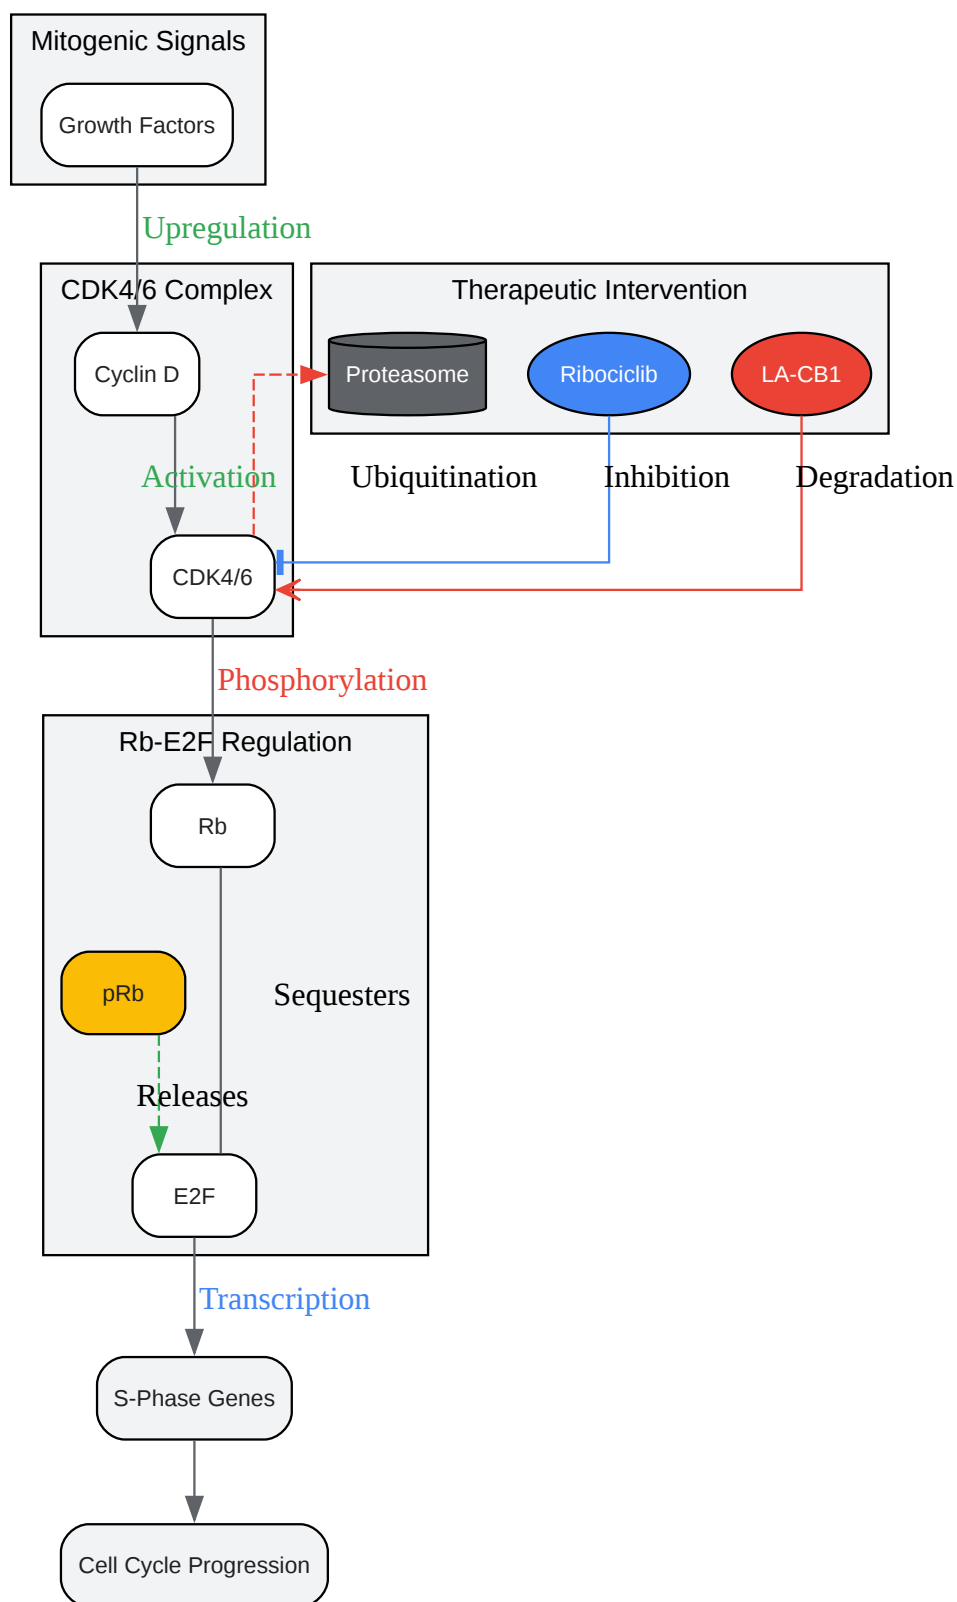 Mitogenic Signals
Growth Factors
Upregulation
CDK4/6 Complex
Therapeutic Intervention
Cyclin D
Proteasome
Ribociclib
LA-CB1
Activation
Ubiquitination
Inhibition
Degradation
CDK4/6
Phosphorylation
Rb-E2F Regulation
Rb
pRb
Sequesters
Releases
E2F
Transcription
S-Phase Genes
Cell Cycle Progression